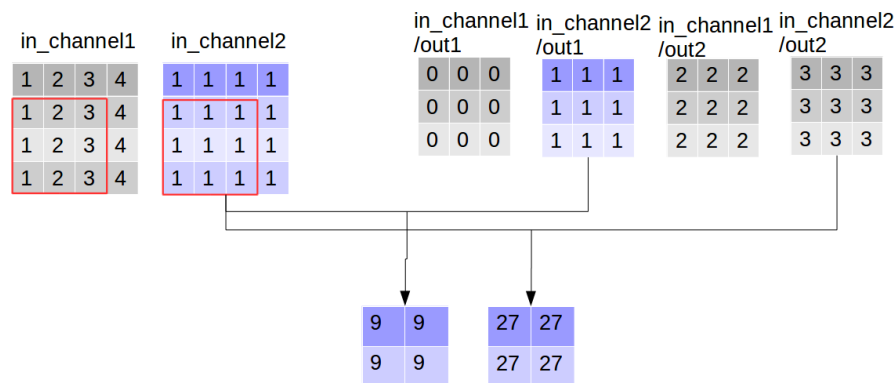 in_channel1
in_channel2
in_channel1
/out1
in_channel2
/out1
in_channel1
/out2
in_channel2
/out2
1 2 3 4
1 2 3 4
1 2 3 4
1 2 3 4
1 1 1 1
1 1 1 1
1 1 1 1
1 1 1 1
0 0 0
0 0 0
0 0 0
1 1 1
1 1 1
1 1 1
2 2 2
2 2 2
2 2 2
3 3 3
3 3 3
3 3 3
9 9
9 9
27 27
27 27